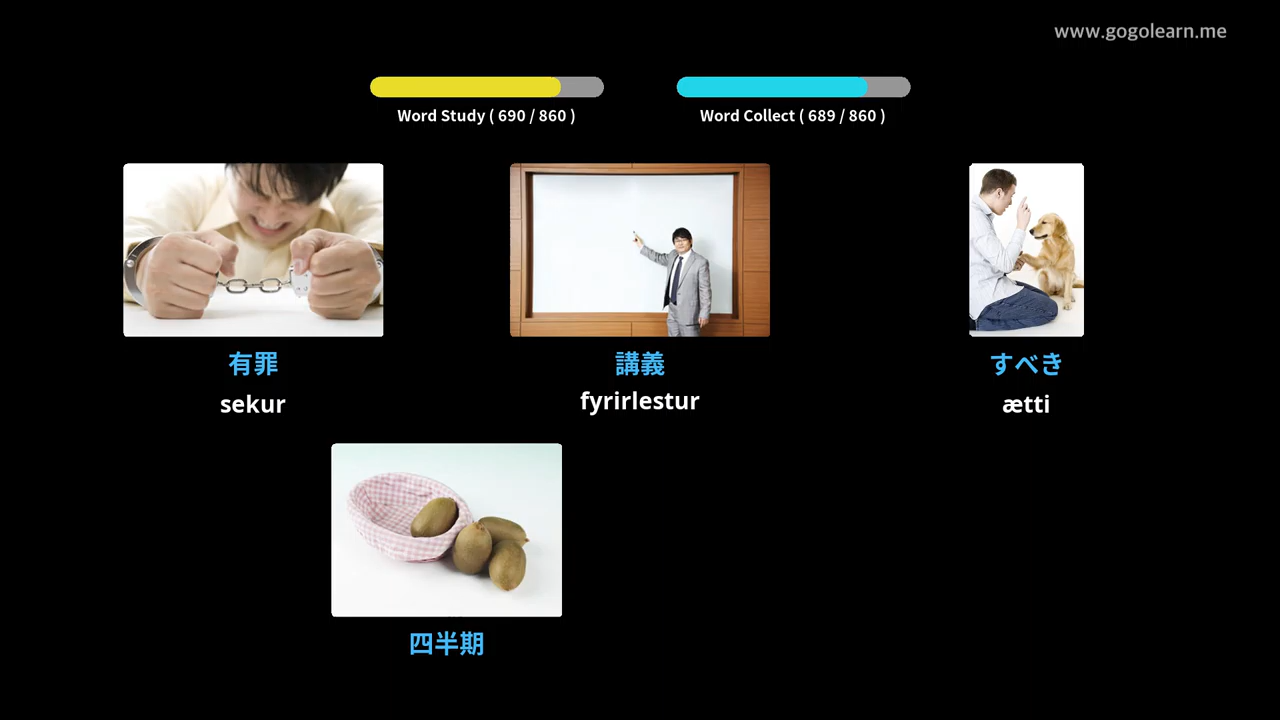 www.gogolearn.me
Word Study ( 690 / 860 )
Word Collect ( 689 / 860 )
有罪
sekur
講義
fyrirlestur
すべき
ætti
四半期